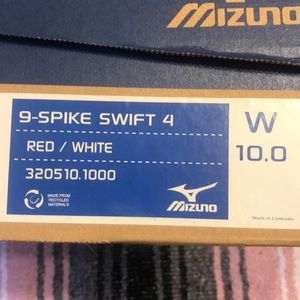 MIZUNO
9-SPIKE SWIFT 4
W
RED / WHITE
10.0
320510.1000
MADE FROM
RECYCLED
MATERIALS
MIZUNO
Made in Cambodia